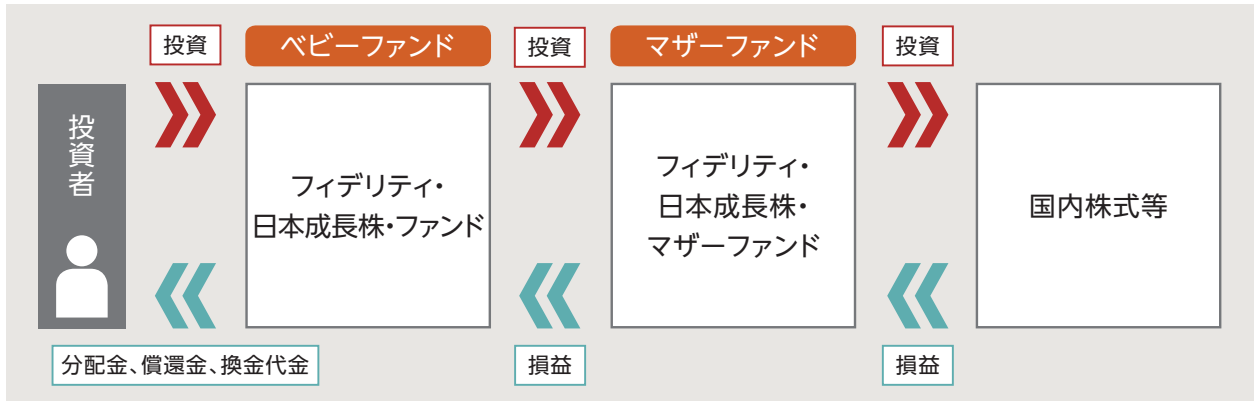 投資
ベビーファンド
投資
マザーファンド
投資
投資者
フィデリティ・
日本成長株・ファンド
フィデリティ・
日本成長株・
マザーファンド
国内株式等
分配金、償還金、換金代金
損益
損益